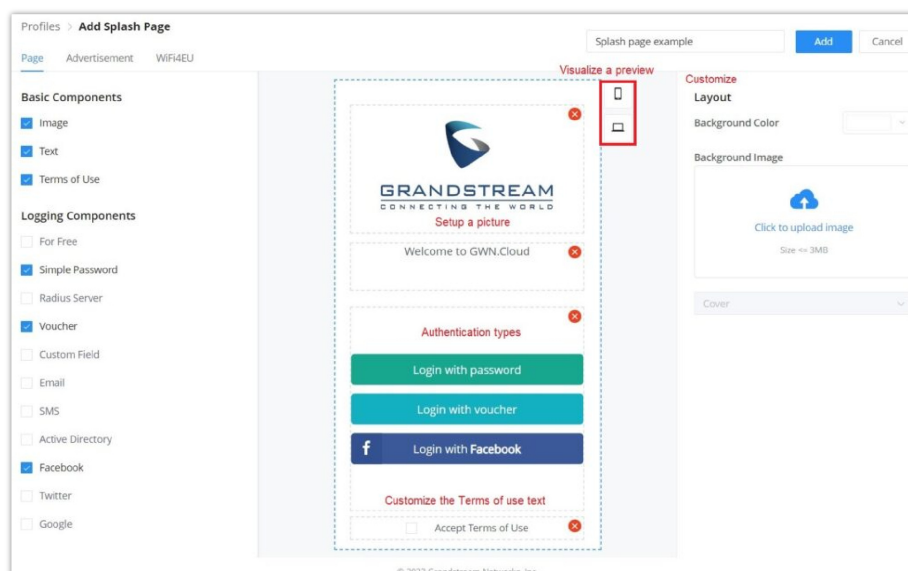 Profiles > Add Splash Page
Splash page example
Add
Cancel
Page Advertisement WiFi4EU
Visualize a preview
Customize
Basic Components
Image
Text
Terms of Use
Logging Components
For Free
Simple Password
Radius Server
Voucher
Custom Field
Email
SMS
Active Directory
Facebook
Twitter
Google
GRANDSTREAM
CONNECTING THE WORLD
Setup a picture
Welcome to GWN.Cloud
Authentication types
Login with password
Login with voucher
f Login with Facebook
Customize the Terms of use text
Accept Terms of Use
Layout
Background Color
Background Image
Click to upload image
Size <= 3MB
Cover